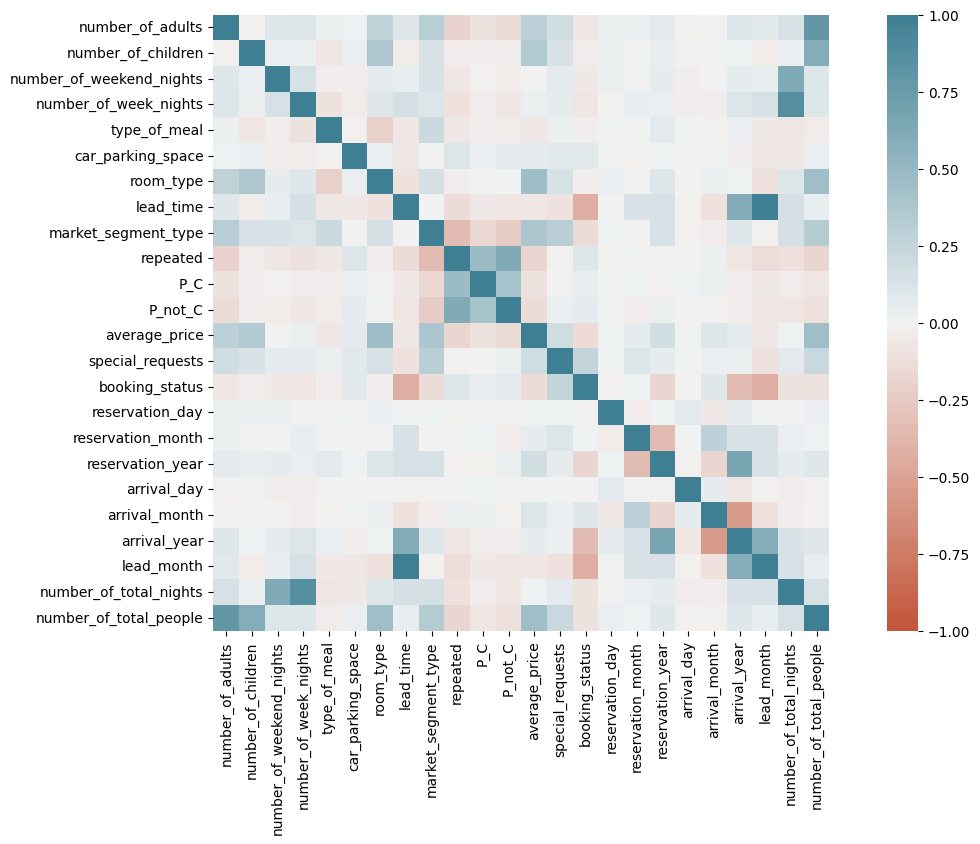 number_of_adults
number_of_children
number_of_weekend_nights
number_of_week_nights
type_of_meal
car_parking_space
room_type
lead_time
market_segment_type
repeated
P_C
P_not_C
average_price
special_requests
booking_status
reservation_day
reservation_month
reservation_year
arrival_day
arrival_month
arrival_year
lead_month
number_of_total_nights
number_of_total_people
number_of_adults
number_of_children
number_of_weekend_nights
number_of_week_nights
type_of_meal
car_parking_space
room_type
lead_time
market_segment_type
repeated
P_C
P_not_C
average_price
special_requests
booking_status
reservation_day
reservation_month
reservation_year
arrival_day
arrival_month
arrival_year
lead_month
number_of_total_nights
number_of_total_people
1.00
0.75
0.50
0.25
0.00
−0.25
−0.50
−0.75
−1.00